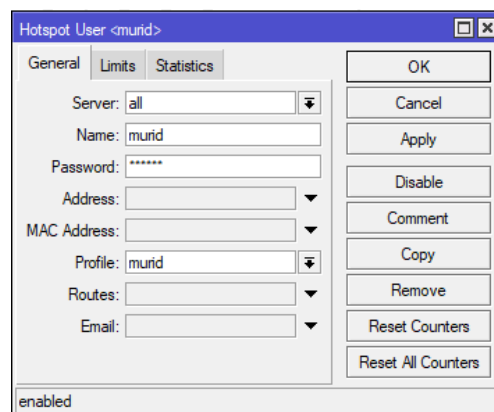 Hotspot User <murid>
General Limits Statistics
Server: all
Name: murid
Password: ******
Address:
MAC Address:
Profile: murid
Routes:
Email:
OK
Cancel
Apply
Disable
Comment
Copy
Remove
Reset Counters
Reset All Counters
enabled